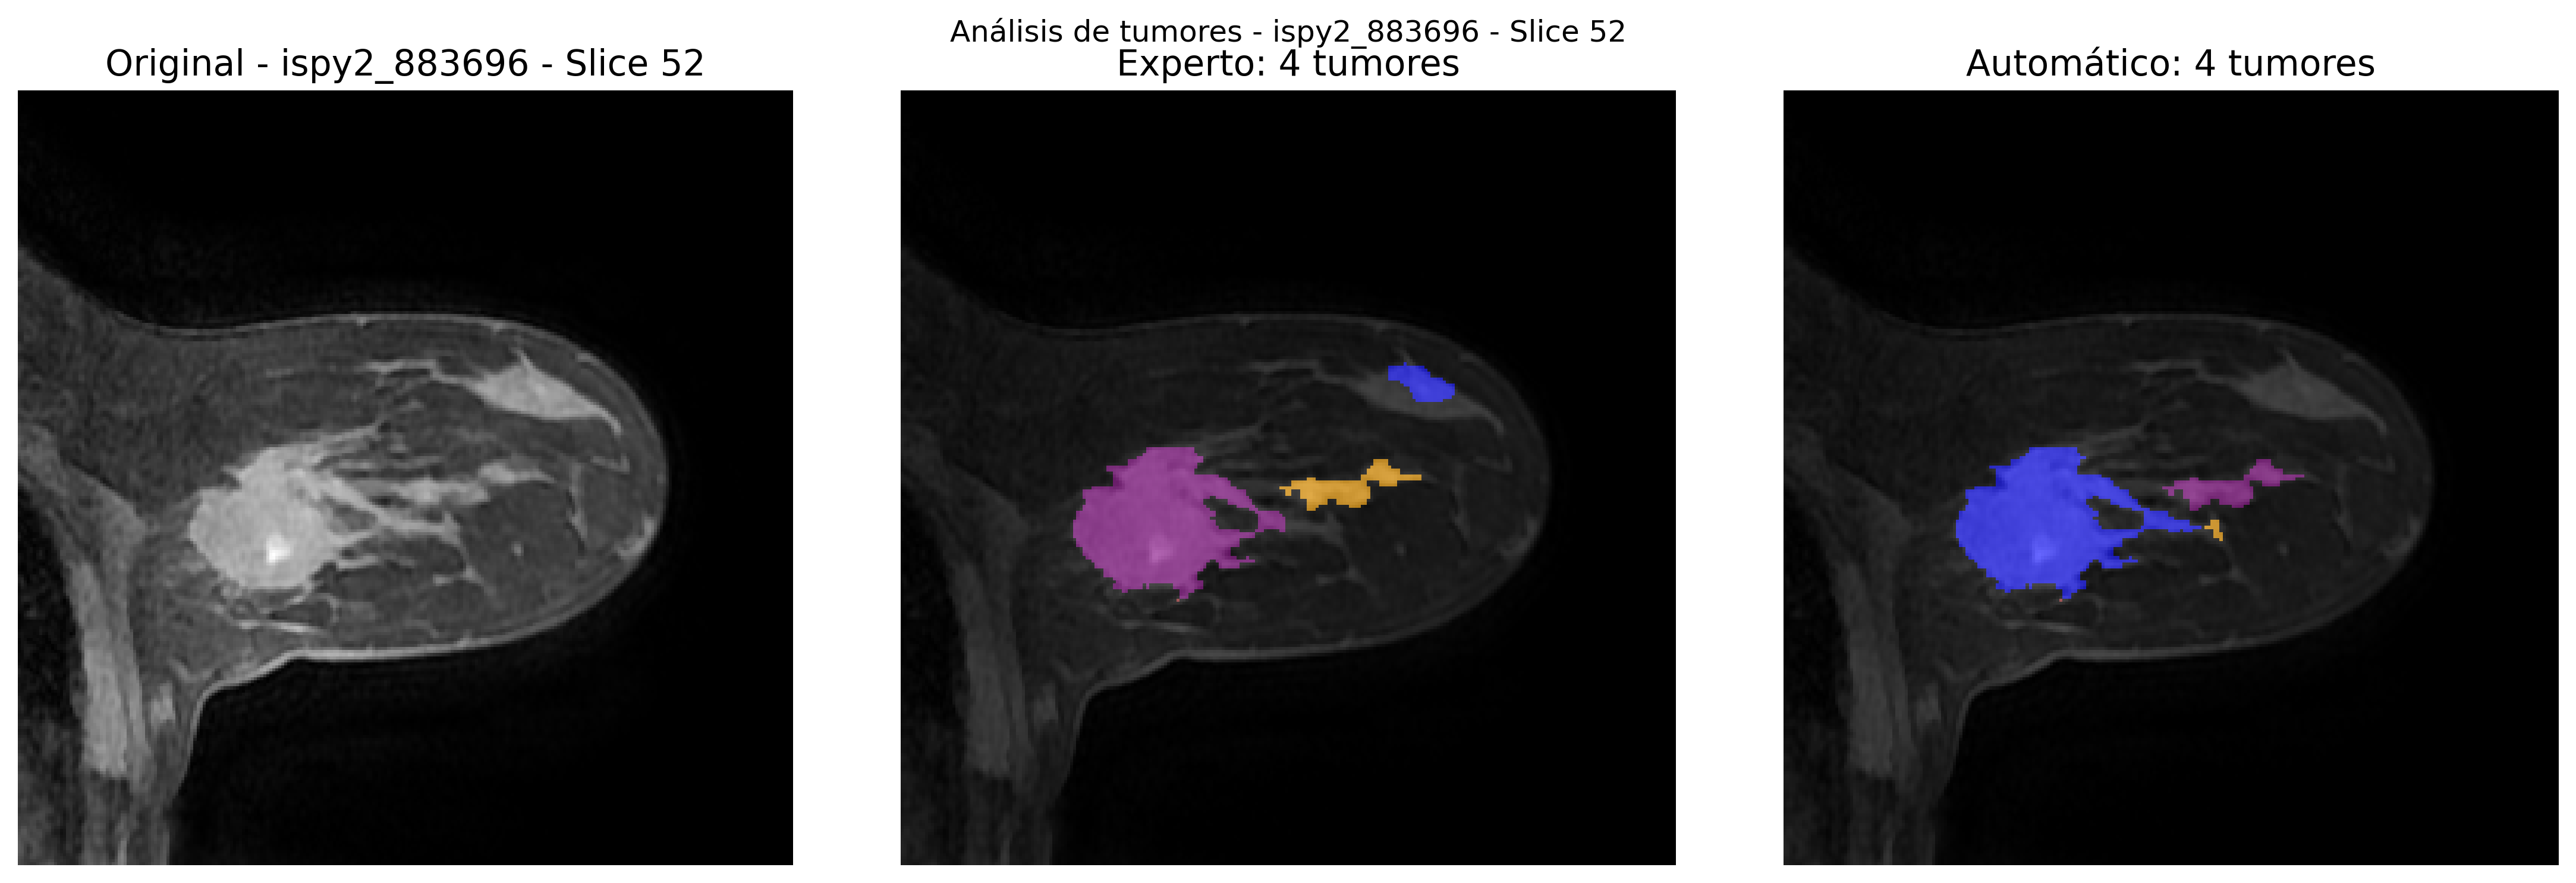 Análisis de tumores - ispy2_883696 - Slice 52
Original - ispy2_883696 - Slice 52
Experto: 4 tumores
Automático: 4 tumores